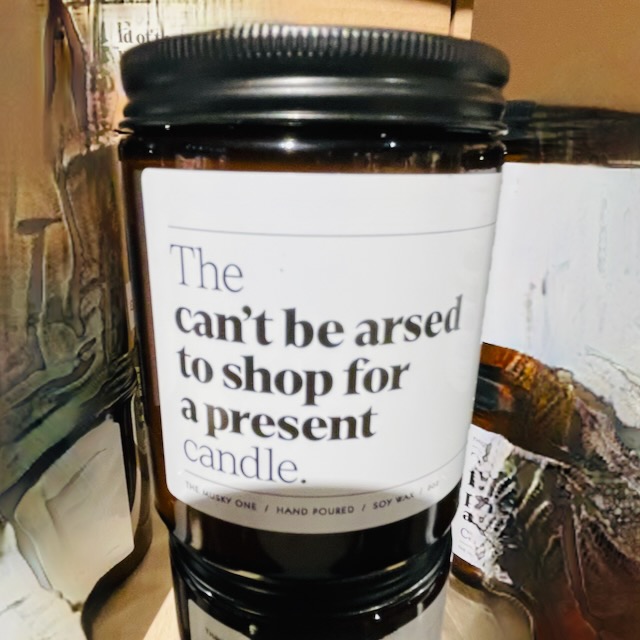 The
can't be arsed
to shop for
a present
candle.
THE MUSKY ONE / HAND POURED / SOY WAX /